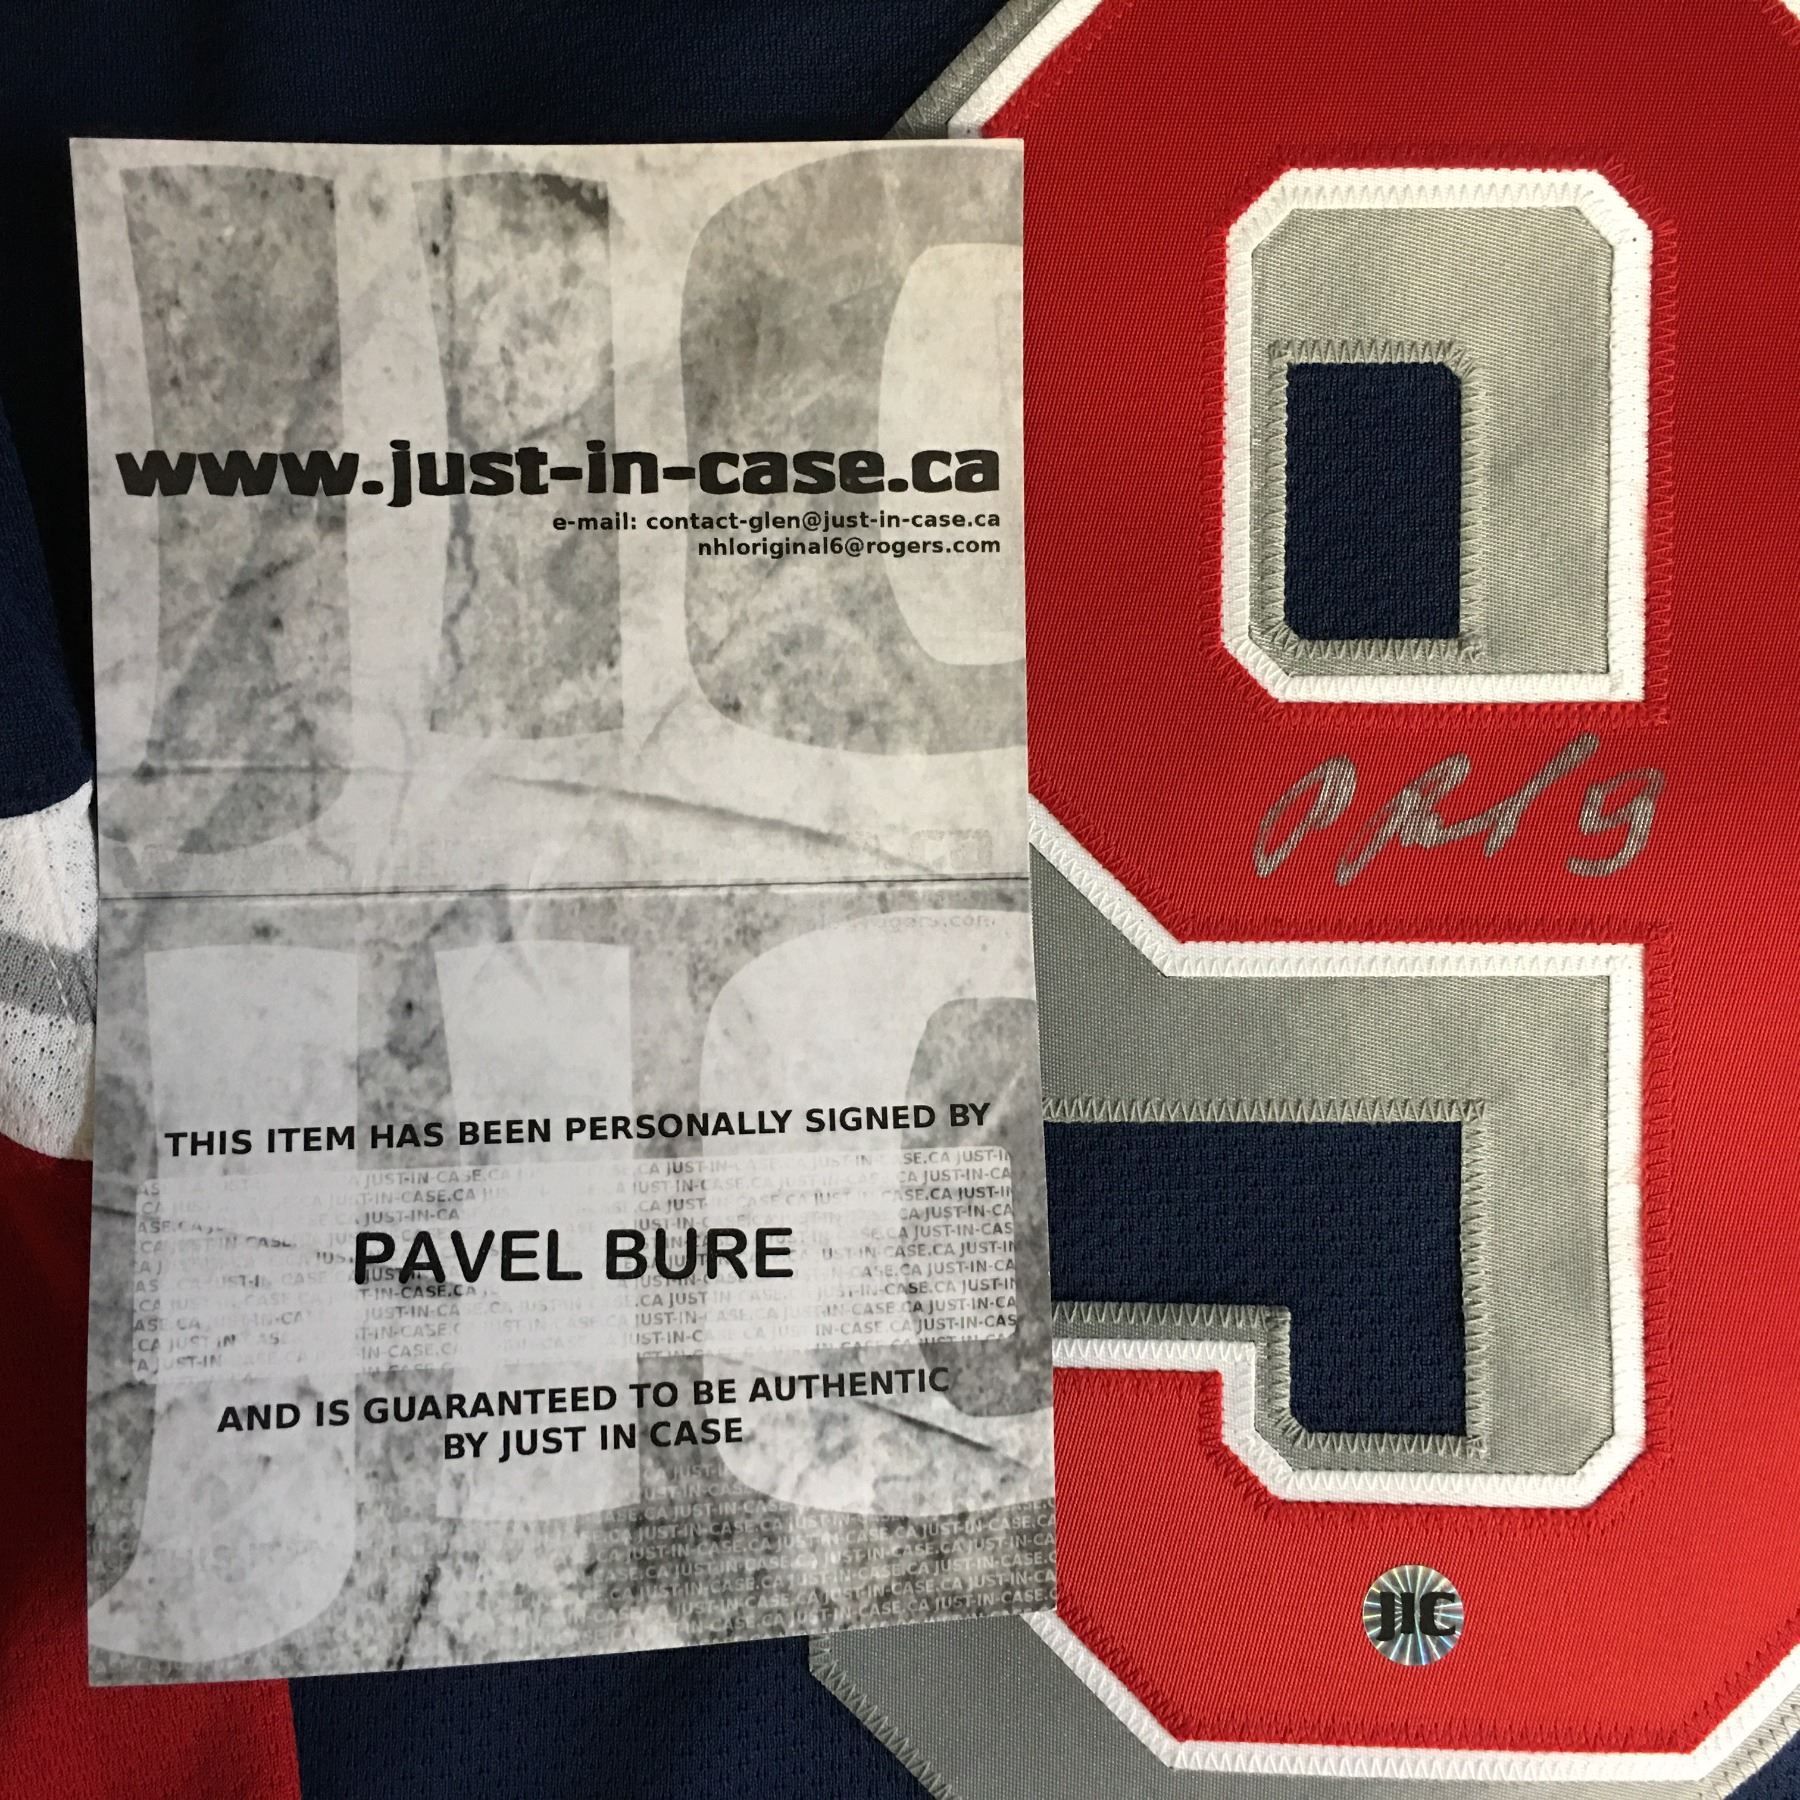 www.just-in-case.ca
e-mail: contact-glen@just-in-case.ca
nhloriginal6@rogers.com
THIS ITEM HAS BEEN PERSONALLY SIGNED BY
PAVEL BURE
AND IS GUARANTEED TO BE AUTHENTIC
BY JUST IN CASE
9
JIC